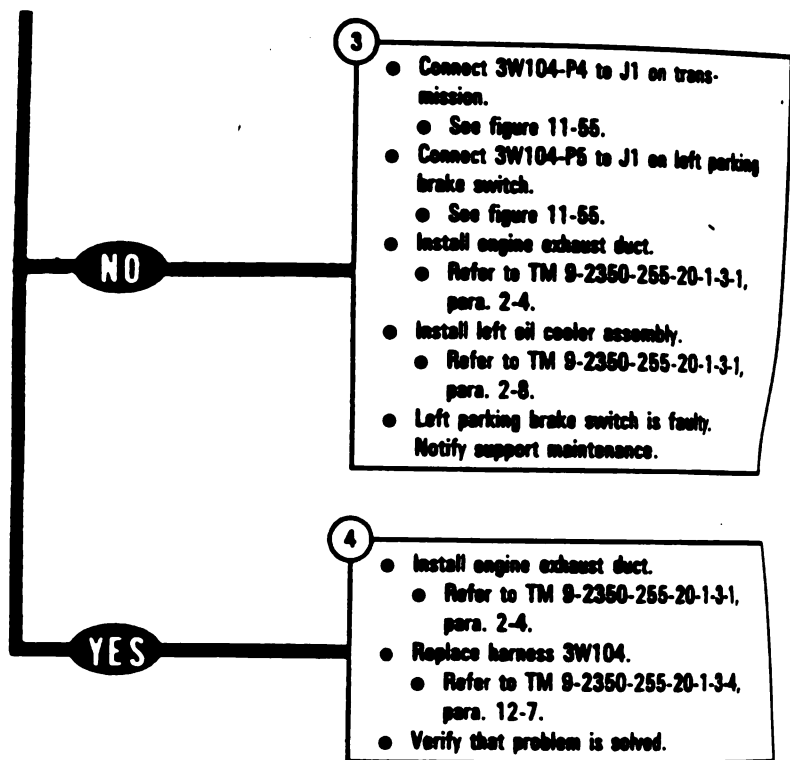 3
● Connect 3W104-P4 to J1 on trans-
mission.
● See figure 11-55.
● Connect 3W104-P5 to J1 on left parking
brake switch.
● See figure 11-55.
● Install engine exhaust duct.
● Refer to TM 9-2350-255-20-1-3-1,
para. 2-4.
● Install left oil cooler assembly.
● Refer to TM 9-2350-255-20-1-3-1,
para. 2-8.
● Left parking brake switch is faulty.
Notify support maintenance.
NO
4
● Install engine exhaust duct.
● Refer to TM 9-2350-255-20-1-3-1,
para. 2-4.
● Replace harness 3W104.
● Refer to TM 9-2350-255-20-1-3-4,
para. 12-7.
● Verify that problem is solved.
YES